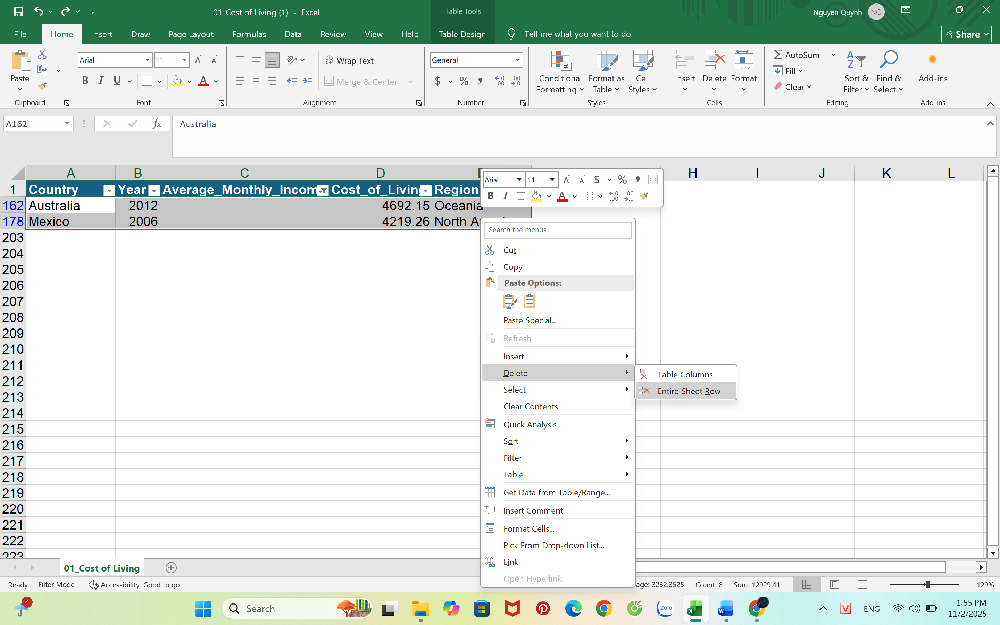 01_Cost of Living (1) - Excel
Table Tools
Nguyen Quynh NQ
File Home Insert Draw Page Layout Formulas Data Review View Help Table Design Tell me what you want to do Share
Paste
Arial 11
Wrap Text
General
B I U
Merge & Center
$ % , .00 .0
Conditional Formatting
Format as Table
Cell Styles
Insert Delete Format
AutoSum
Fill
Clear
Sort & Filter
Find & Select
Add-ins
Clipboard Font Alignment Number Styles Cells Editing Add-ins
A162 fx Australia
A B C D E H I J K L
1 Country Year Average_Monthly_Incom Cost_of_Living Region
162 Australia 2012 4692.15 Oceania
178 Mexico 2006 4219.26 North A
203
204
205
206
207
208
209
210
211
212
213
214
215
216
217
218
219
220
221
222
223
Arial 11 A A $ % ,
B I A .00 .0
Search the menus
Cut
Copy
Paste Options:
Paste Special...
Refresh
Insert
Delete
Table Columns
Entire Sheet Row
Select
Clear Contents
Quick Analysis
Sort
Filter
Table
Get Data from Table/Range...
Insert Comment
Format Cells...
Pick From Drop-down List...
Link
Open Hyperlink
01_Cost of Living
Ready Filter Mode Accessibility: Good to go rage: 3232.3525 Count: 8 Sum: 12929.41 129%
4 Search Zalo V ENG 1:55 PM
11/2/2025